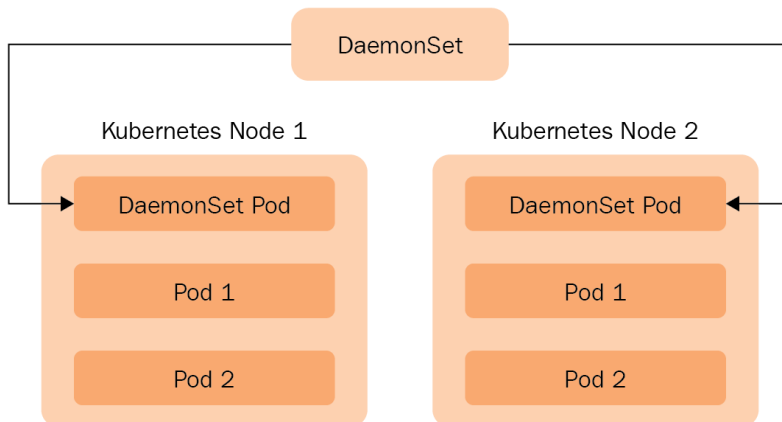 DaemonSet
Kubernetes Node 1
Kubernetes Node 2
DaemonSet Pod
DaemonSet Pod
Pod 1
Pod 1
Pod 2
Pod 2